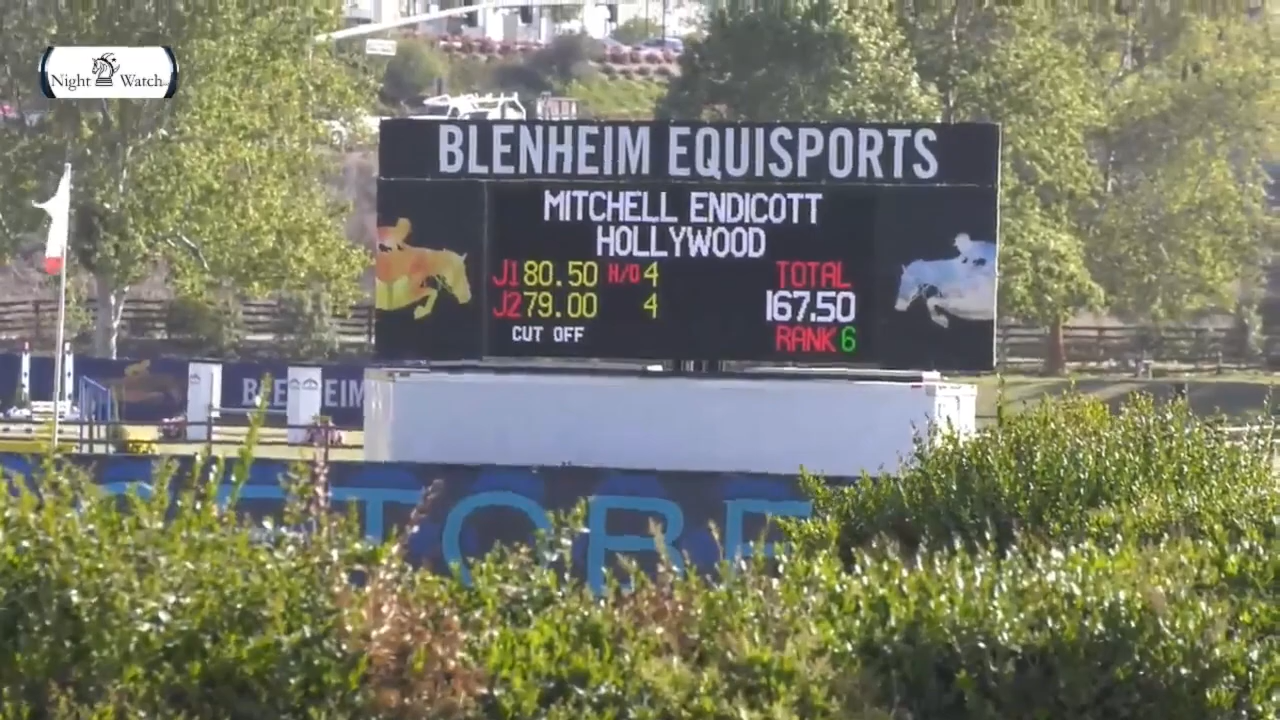 Night Watch
BLENHEIM EQUISPORTS
MITCHELL ENDICOTT
HOLLYWOOD
J1 80.50 H/O 4 TOTAL
J2 79.00 4 167.50
CUT OFF RANK 6
BLENHEIM